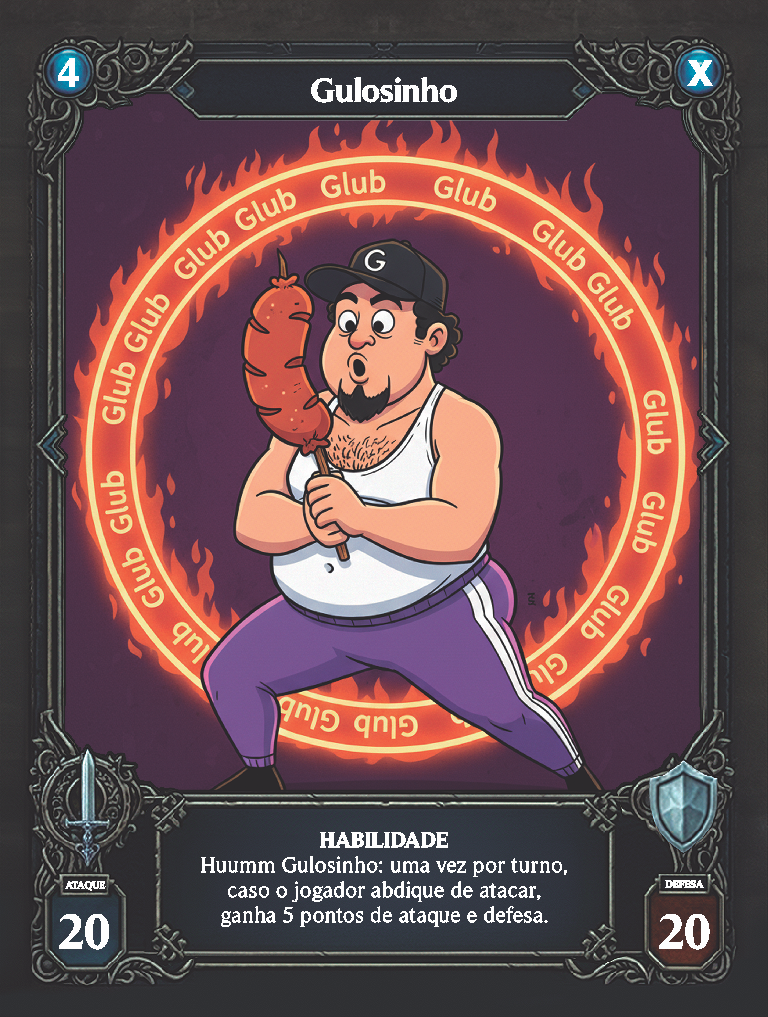 4
Gulosinho
X
Glub Glub Glub Glub Glub Glub Glub Glub Glub Glub Glub Glub Glub Glub Glub Glub Glub
G
HABILIDADE
Huumm Gulosinho: uma vez por turno,
caso o jogador abdique de atacar,
ganha 5 pontos de ataque e defesa.
ATAQUE
20
DEFESA
20